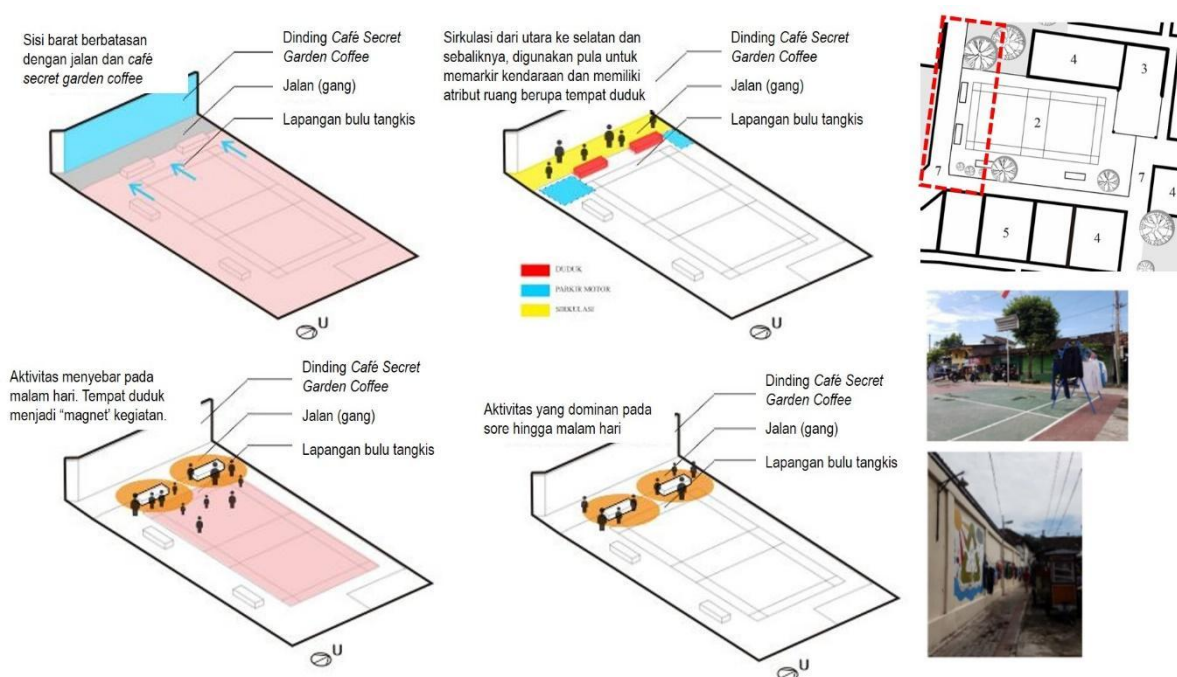 Sisi barat berbatasan
dengan jalan dan café
secret garden coffee
Dinding Café Secret
Garden Coffee
Jalan (gang)
Lapangan bulu tangkis
U
Sirkulasi dari utara ke selatan dan
sebaliknya, digunakan pula untuk
memarkir kendaraan dan memiliki
atribut ruang berupa tempat duduk
Dinding Café Secret
Garden Coffee
Jalan (gang)
Lapangan bulu tangkis
DUDUK
PARKIR MOTOR
SIRKULASI
U
4
3
2
7
7
4
5
4
Aktivitas menyebar pada
malam hari. Tempat duduk
menjadi “magnet’ kegiatan.
Dinding Café Secret
Garden Coffee
Jalan (gang)
Lapangan bulu tangkis
U
Aktivitas yang dominan pada
sore hingga malam hari
Dinding Café Secret
Garden Coffee
Jalan (gang)
Lapangan bulu tangkis
U